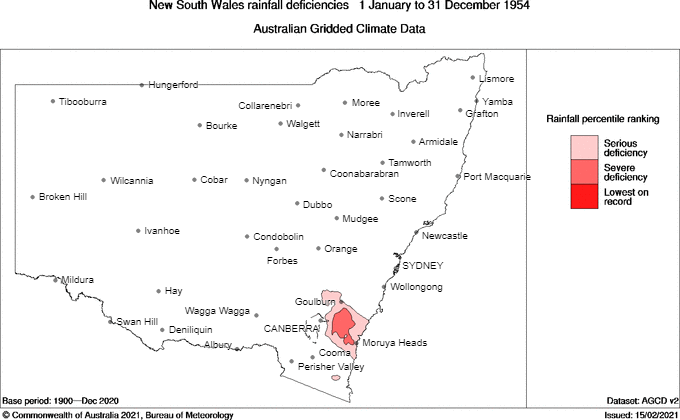 New South Wales rainfall deficiencies 1 January to 31 December 1954
Australian Gridded Climate Data
Hungerford
Lismore
Tibooburra
Collarenebri
Moree
Yamba
Inverell
Grafton
Bourke
Walgett
Narrabri
Armidale
Tamworth
Coonabarabran
Port Macquarie
Wilcannia
Cobar
Nyngan
Broken Hill
Scone
Dubbo
Mudgee
Ivanhoe
Condobolin
Newcastle
Forbes
Orange
SYDNEY
Mildura
Wollongong
Hay
Goulburn
Wagga Wagga
Swan Hill
CANBERRA
Deniliquin
Moruya Heads
Albury
Cooma
Perisher Valley
Rainfall percentile ranking
Serious
deficiency
Severe
deficiency
Lowest on
record
Base period: 1900—Dec 2020
Dataset: AGCD v2
© Commonwealth of Australia 2021, Bureau of Meteorology
Issued: 15/02/2021